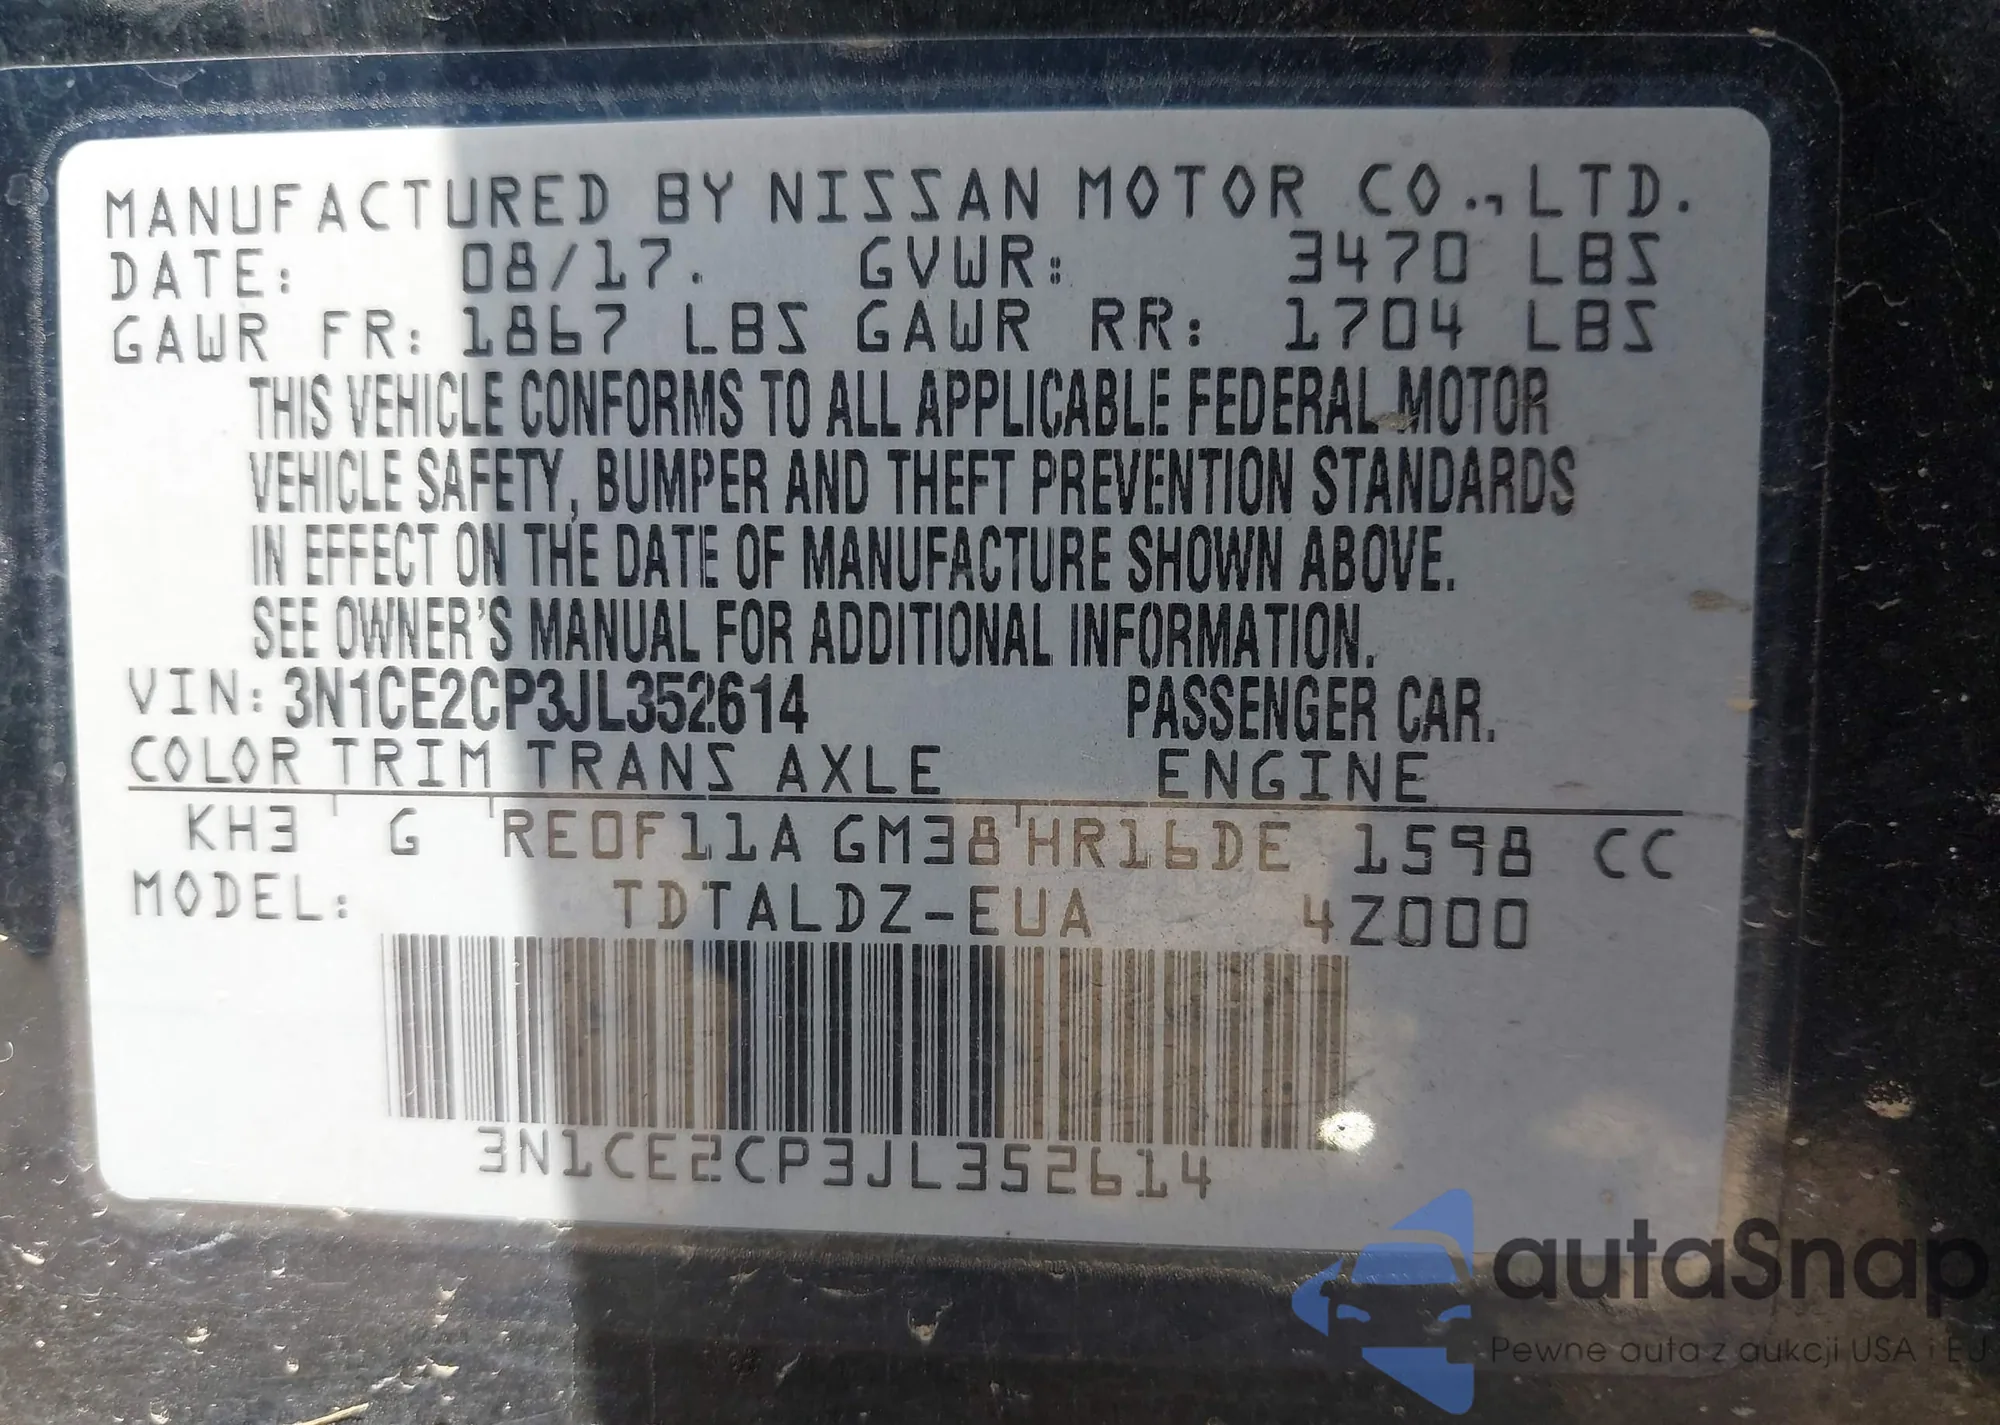 MANUFACTURED BY NISSAN MOTOR CO., LTD.
DATE: 08/17. GVWR: 3470 LBS
GAWR FR: 1867 LBS GAWR RR: 1704 LBS
THIS VEHICLE CONFORMS TO ALL APPLICABLE FEDERAL MOTOR
VEHICLE SAFETY, BUMPER AND THEFT PREVENTION STANDARDS
IN EFFECT ON THE DATE OF MANUFACTURE SHOWN ABOVE.
SEE OWNER'S MANUAL FOR ADDITIONAL INFORMATION.
VIN: 3N1CE2CP3JL352614 PASSENGER CAR.
COLOR TRIM TRANS AXLE ENGINE
KH3 G RE0F11A GM38 HR16DE 1598 CC
MODEL: TDTALDZ-EUA 4Z000
3N1CE2CP3JL352614
autaSnap
Pewne auta z aukcji USA i EU